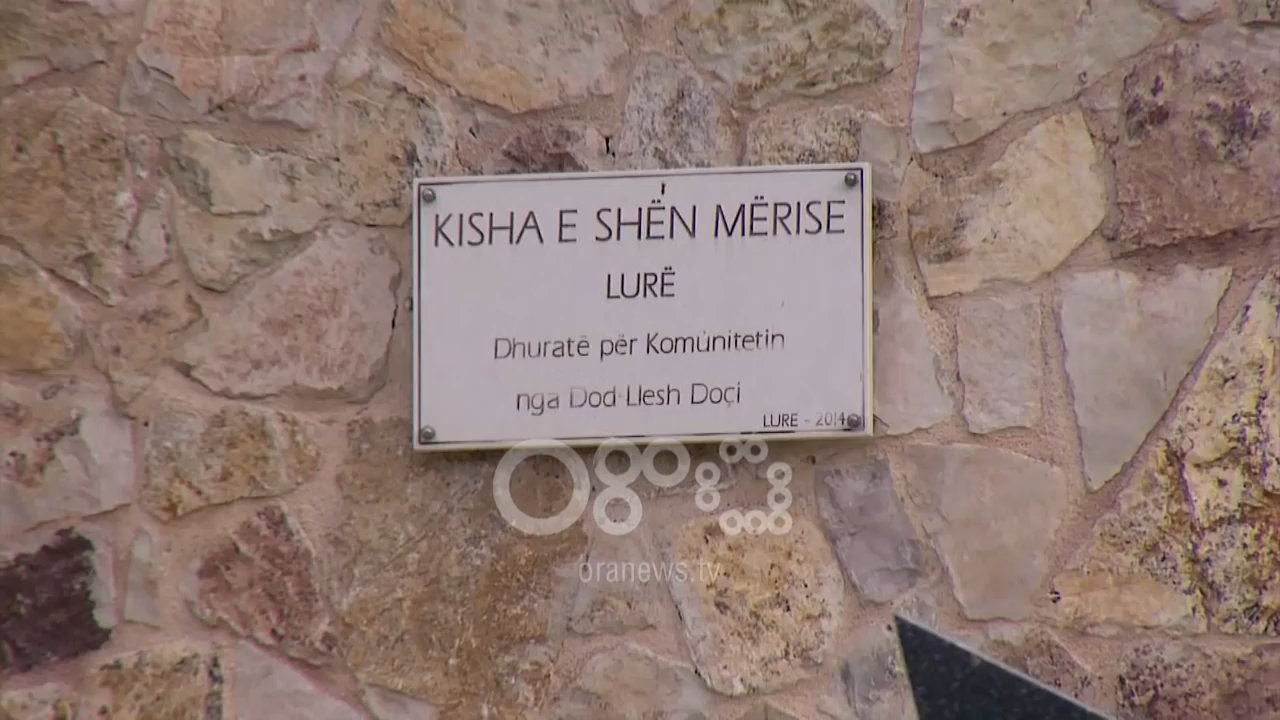 KISHA E SHËN MËRISE
LURË
Dhuratë për Komunitetin
nga Dod Llesh Doçi
LURE - 2014
oranews.tv